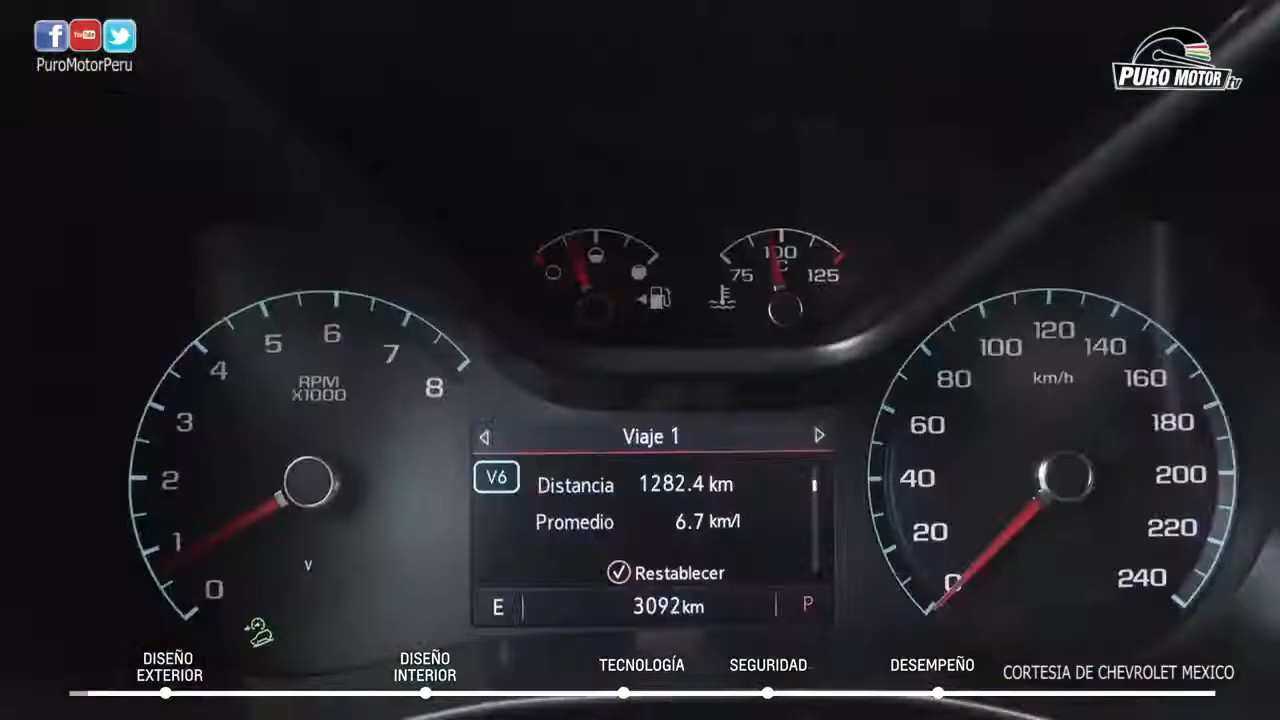 f
You Tube
PuroMotorPeru
PURO MOTOR tv
75
100
C
125
0
1
2
3
4
5
6
7
8
RPM
X1000
V
Viaje 1
V6
Distancia 1282.4 km
Promedio 6.7 km/l
Restablecer
E 3092km P
0
20
40
60
80
100
120
140
160
180
200
220
240
km/h
DISEÑO
EXTERIOR
DISEÑO
INTERIOR
TECNOLOGÍA
SEGURIDAD
DESEMPEÑO
CORTESIA DE CHEVROLET MEXICO